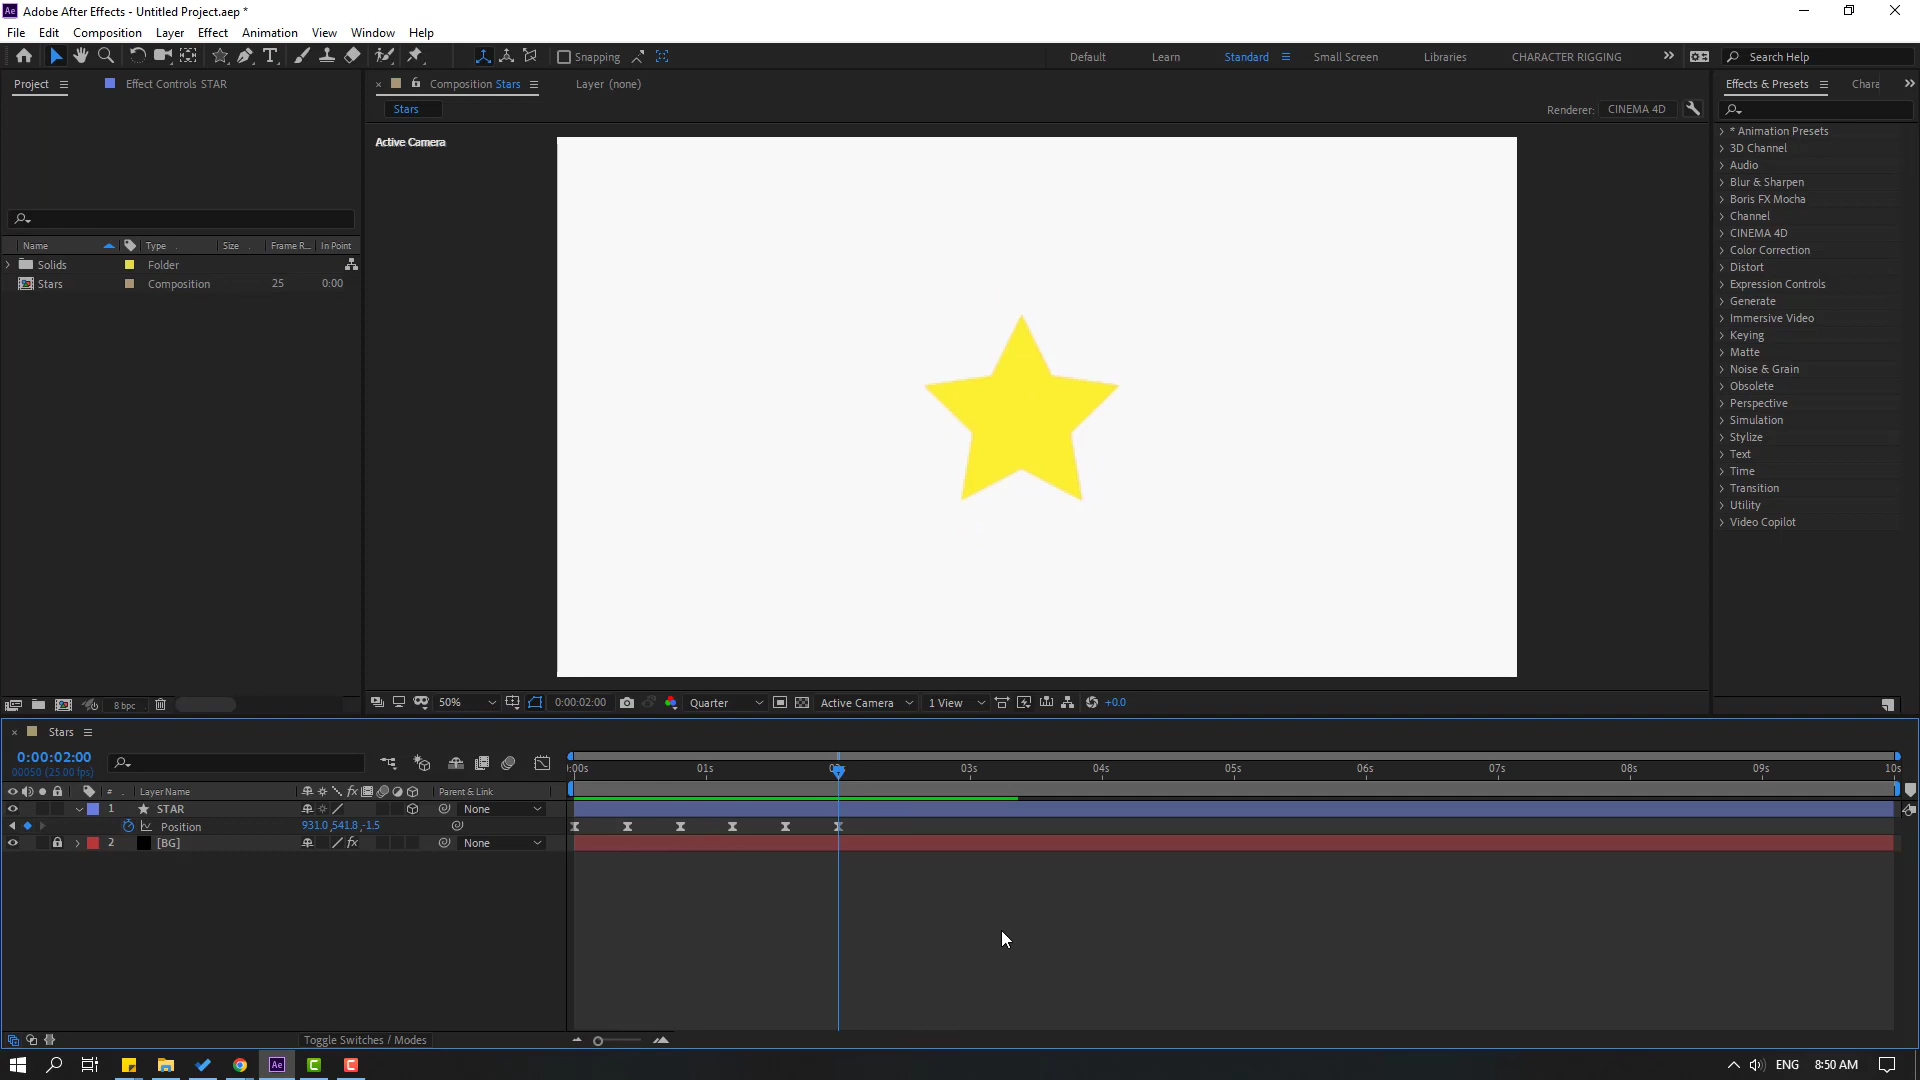 Adobe After Effects - Untitled Project.aep *
File Edit Composition Layer Effect Animation View Window Help
Snapping Default Learn Standard Small Screen Libraries CHARACTER RIGGING Search Help
Project Effect Controls STAR Composition Stars Layer (none) Effects & Presets Chara
Stars Renderer: CINEMA 4D
Active Camera
* Animation Presets
3D Channel
Audio
Blur & Sharpen
Boris FX Mocha
Channel
CINEMA 4D
Color Correction
Distort
Expression Controls
Generate
Immersive Video
Keying
Matte
Noise & Grain
Obsolete
Perspective
Simulation
Stylize
Text
Time
Transition
Utility
Video Copilot
Name Type Size Frame R... In Point
Solids Folder
Stars Composition 25 0:00
8 bpc
50% 0:00:02:00 Quarter Active Camera 1 View +0.0
Stars
0:00:02:00
00050 (25.00 fps)
:00s 01s 03s 04s 05s 06s 07s 08s 09s 10s
# Layer Name fx Parent & Link
1 STAR None
Position 931.0,541.8,-1.5
2 [BG] fx None
Toggle Switches / Modes
Ae ENG 8:50 AM